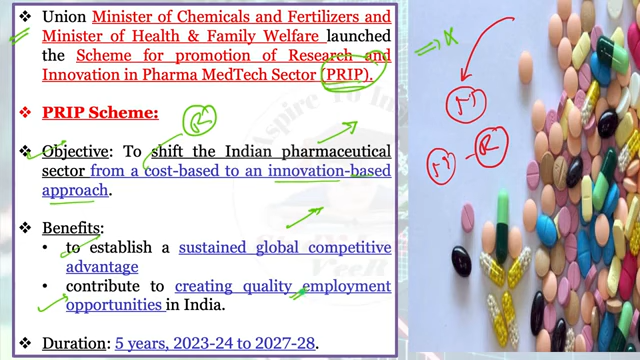 ❖ Union Minister of Chemicals and Fertilizers and
Minister of Health & Family Welfare launched
the Scheme for promotion of Research and
Innovation in Pharma MedTech Sector (PRIP).
❖ PRIP Scheme:
❖ Objective: To shift the Indian pharmaceutical
sector from a cost-based to an innovation-based
approach.
❖ Benefits:
• to establish a sustained global competitive
advantage
• contribute to creating quality employment
opportunities in India.
❖ Duration: 5 years, 2023-24 to 2027-28.